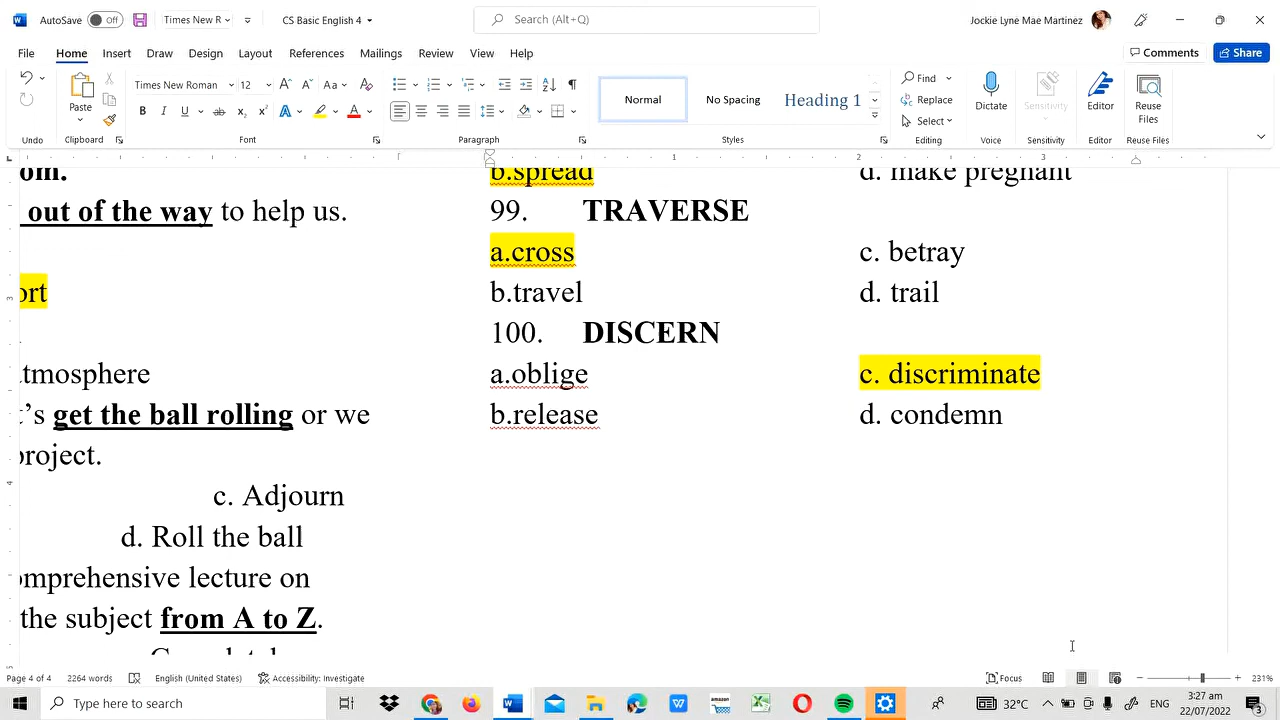 AutoSave Off Times New R CS Basic English 4 Search (Alt+Q) Jockie Lyne Mae Martinez
File Home Insert Draw Design Layout References Mailings Review View Help Comments Share
Times New Roman 12 Normal No Spacing Heading 1 Find
Paste Replace Dictate Sensitivity Editor Reuse Files
Select
Undo Clipboard Font Paragraph Styles Editing Voice Sensitivity Editor Reuse Files
1 2 3
om.
out of the way to help us.
ort
tmosphere
t’s get the ball rolling or we
project.
c. Adjourn
d. Roll the ball
omprehensive lecture on
the subject from A to Z.
b.spread d. make pregnant
99. TRAVERSE
a.cross c. betray
b.travel d. trail
100. DISCERN
a.oblige c. discriminate
b.release d. condemn
Page 4 of 4 2264 words English (United States) Accessibility: Investigate Focus 231%
Type here to search 32°C ENG 3:27 am
22/07/2022